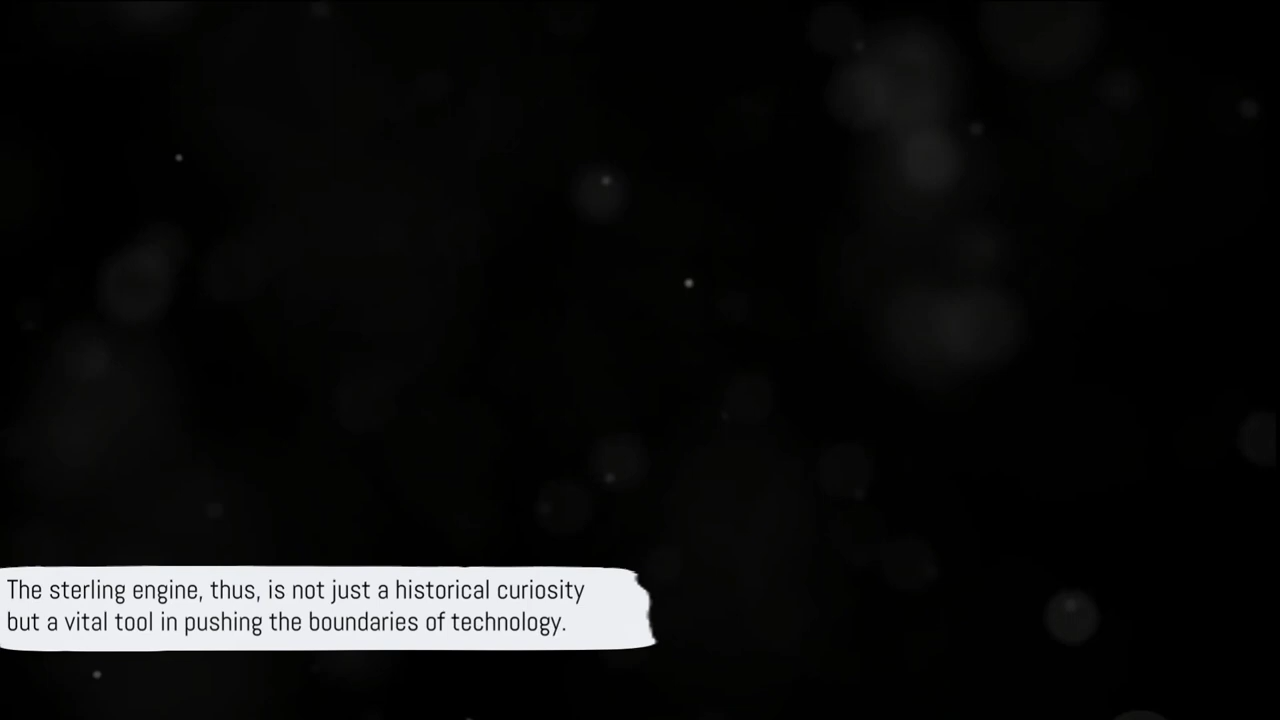 The sterling engine, thus, is not just a historical curiosity
but a vital tool in pushing the boundaries of technology.